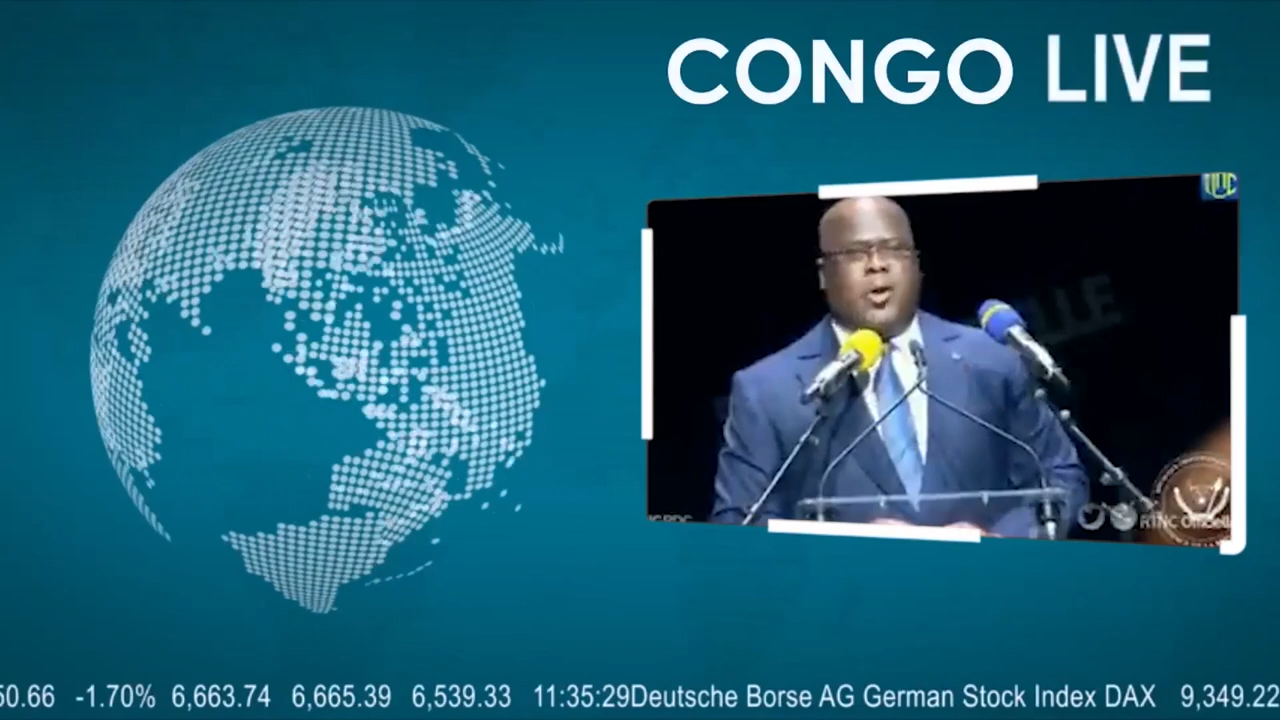 CONGO LIVE
RTNC
50.66 -1.70% 6,663.74 6,665.39 6,539.33 11:35:29Deutsche Borse AG German Stock Index DAX 9,349.22